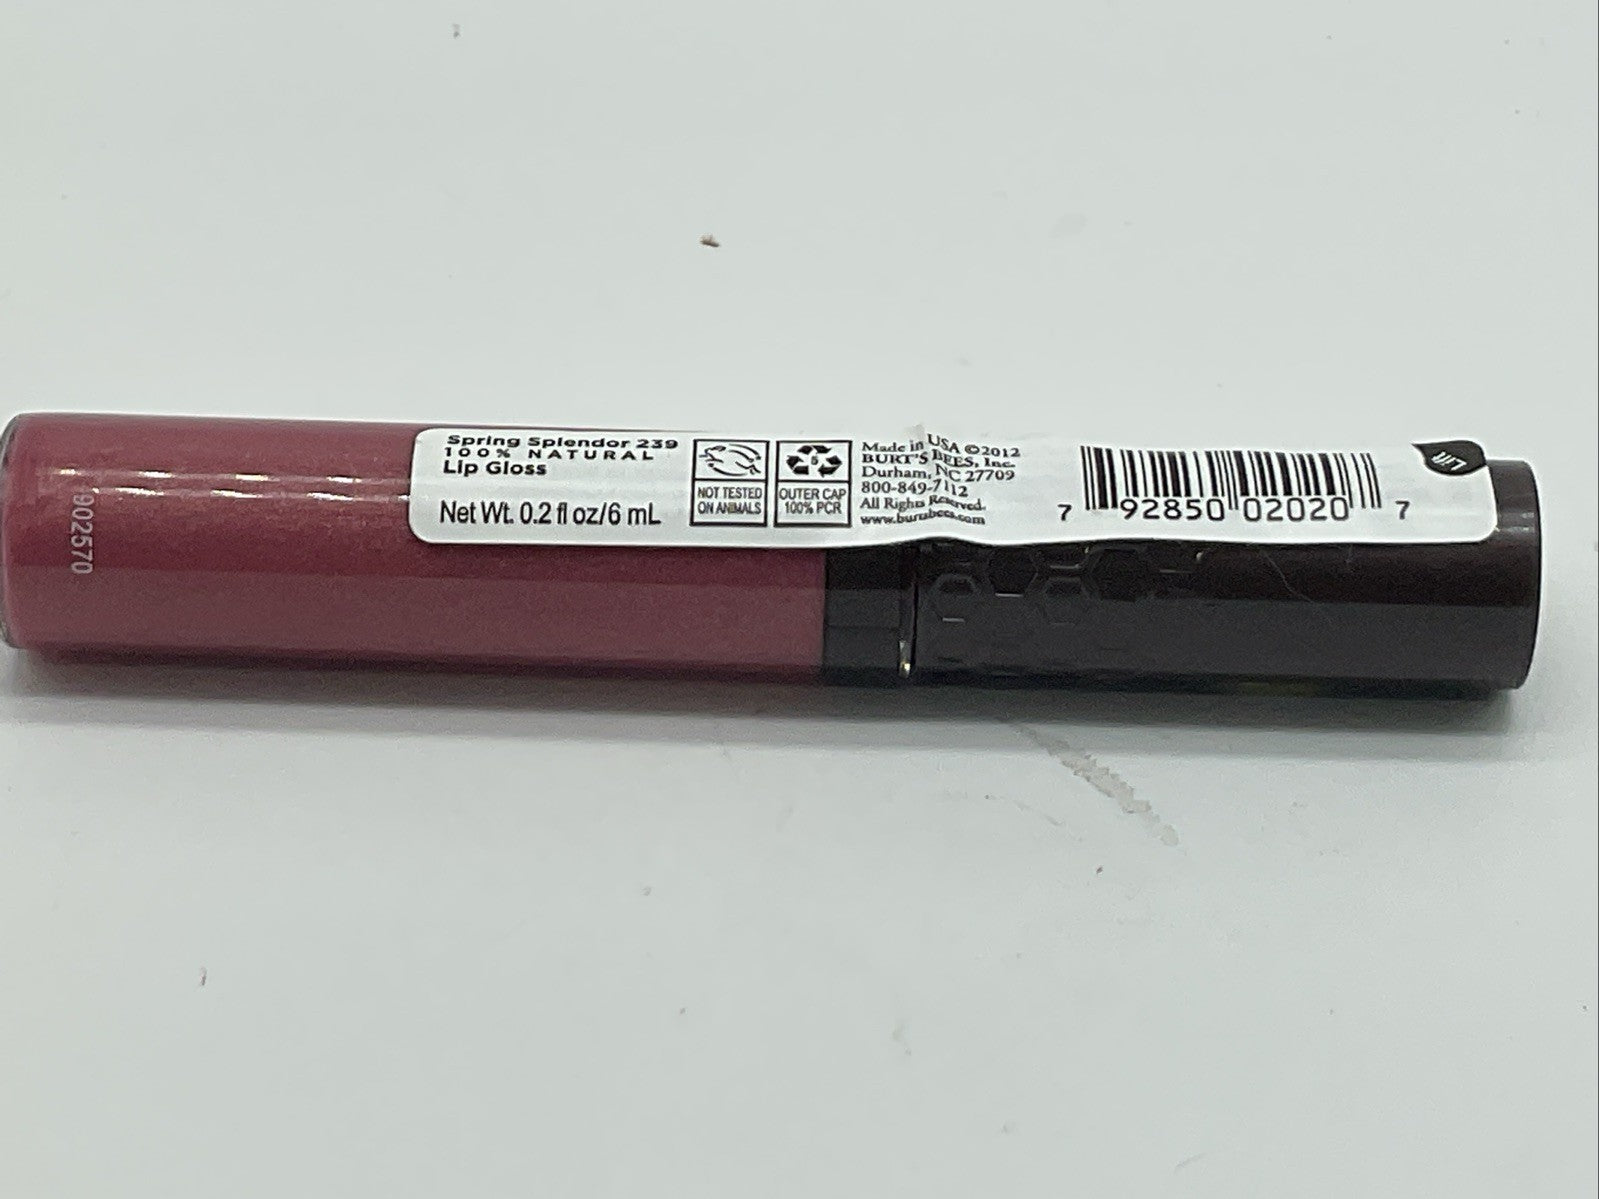 902570
Spring Splendor 239
100% NATURAL
Lip Gloss
Net Wt. 0.2 fl oz/6 mL
NOT TESTED
ON ANIMALS
5
OUTER CAP
100% PCR
Made in USA ©2012
BURT'S BEES, Inc.
Durham, NC 27709
800-849-7112
All Rights Reserved.
www.burtsbees.com
7 92850 02020 7
Lift